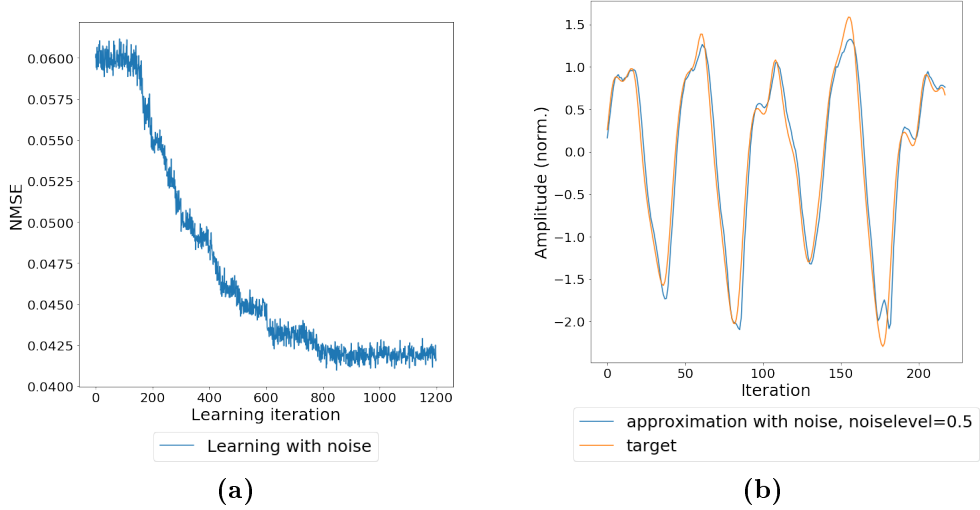 NMSE
0.0600
0.0575
0.0550
0.0525
0.0500
0.0475
0.0450
0.0425
0.0400
0 200 400 600 800 1000 1200
Learning iteration
Learning with noise
(a)
Amplitude (norm.)
1.5
1.0
0.5
0.0
−0.5
−1.0
−1.5
−2.0
0 50 100 150 200
Iteration
approximation with noise, noiselevel=0.5
target
(b)